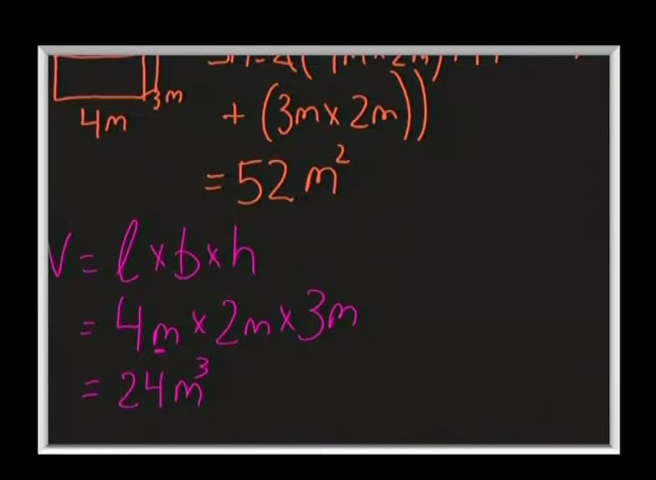 3m
4m
+ (3m x 2m))
= 52 m²
V = l x b x h
= 4m x 2m x 3m
= 24m³